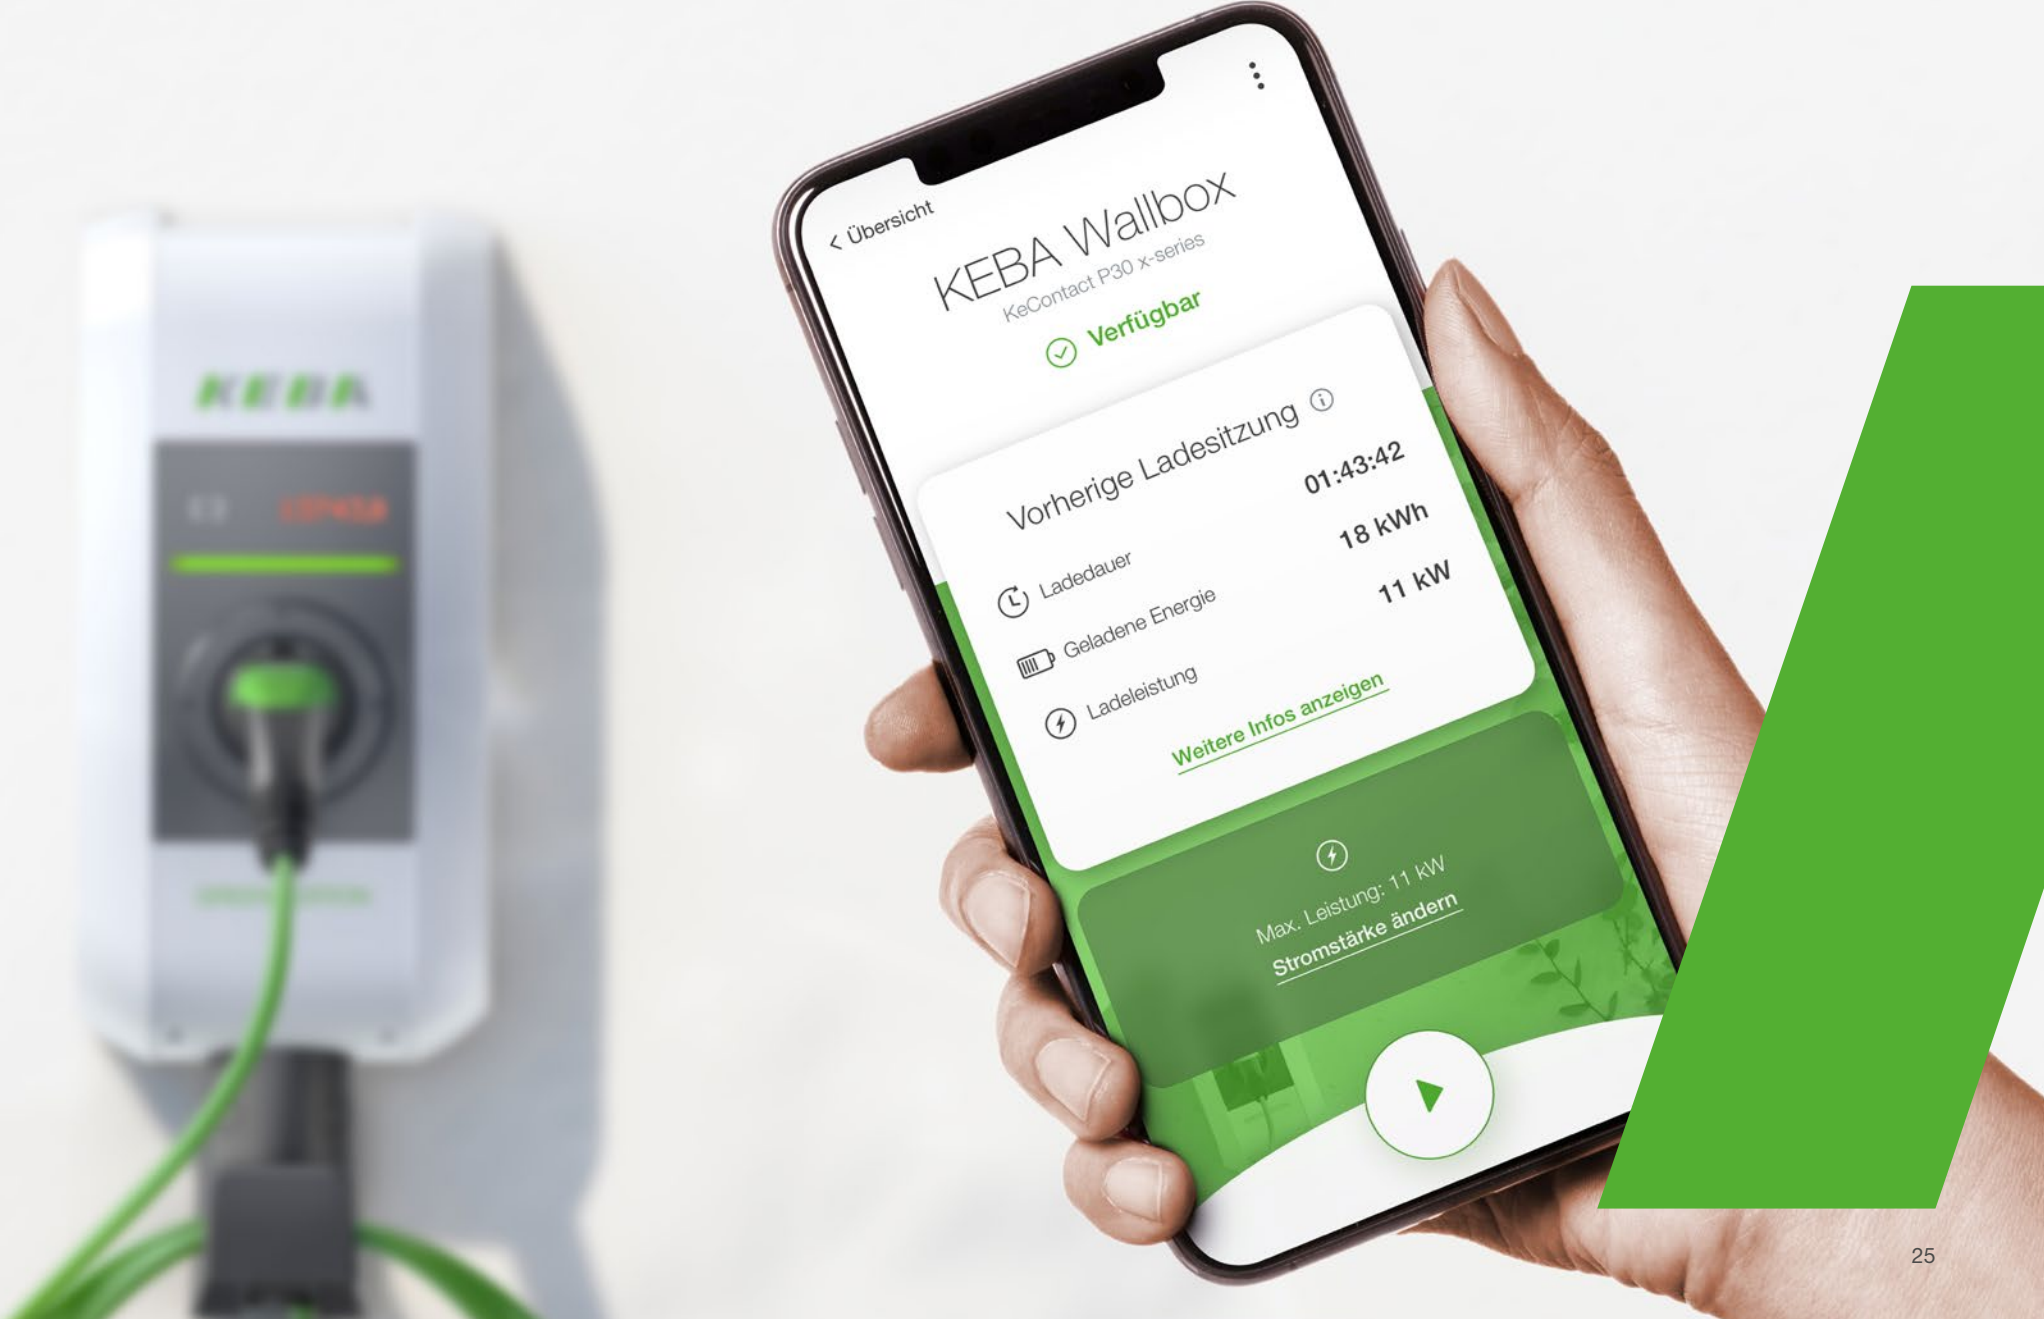 KEBA
< Übersicht
KEBA Wallbox
KeContact P30 x-series
Verfügbar
Vorherige Ladesitzung
Ladedauer 01:43:42
Geladene Energie 18 kWh
Ladeleistung 11 kW
Weitere Infos anzeigen
Max. Leistung: 11 kW
Stromstärke ändern
25